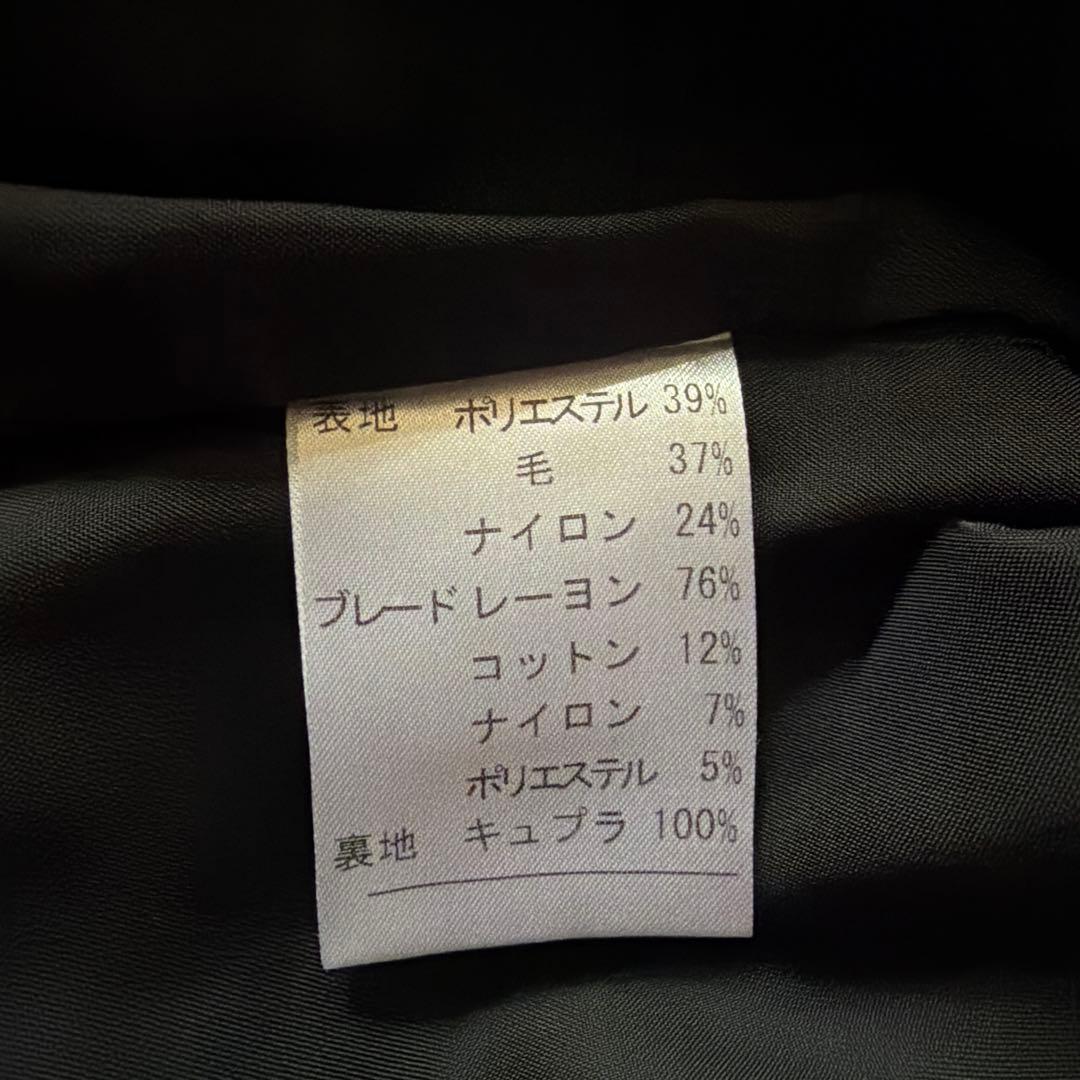 表地 ポリエステル 39%
毛 37%
ナイロン 24%
ブレード レーヨン 76%
コットン 12%
ナイロン 7%
ポリエステル 5%
裏地 キュプラ 100%